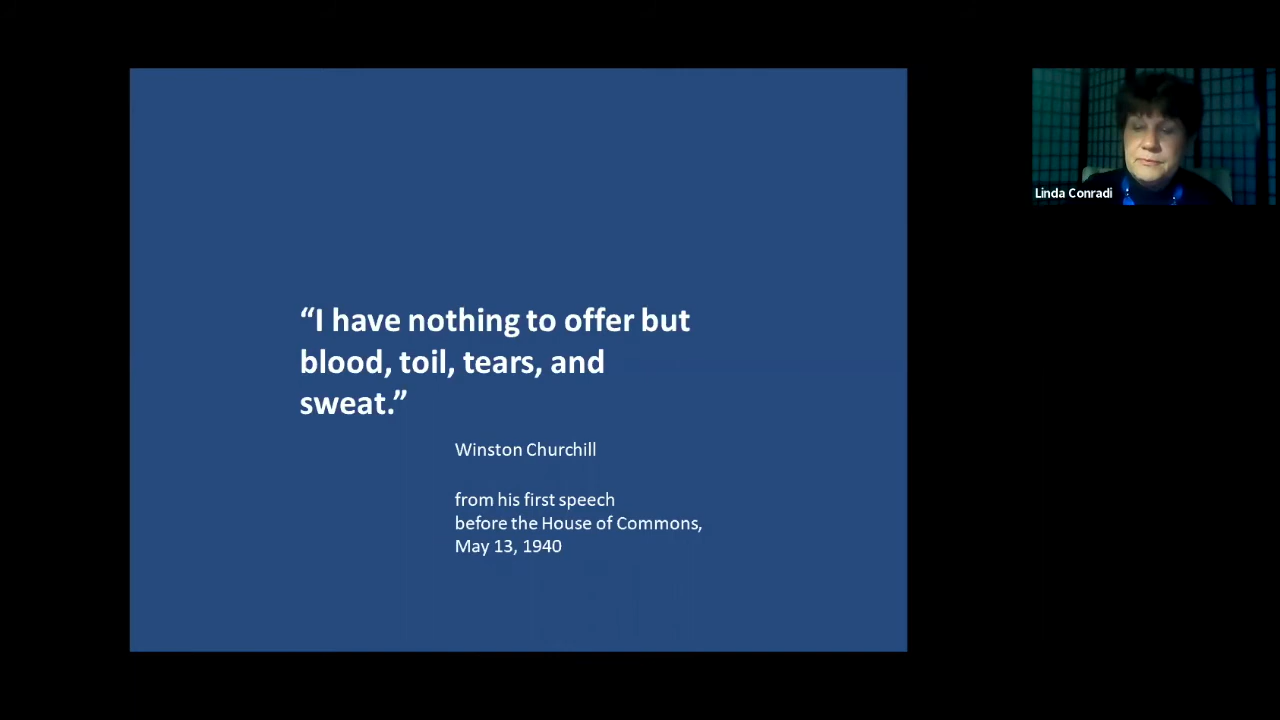 “I have nothing to offer but
blood, toil, tears, and
sweat.”
Winston Churchill
from his first speech
before the House of Commons,
May 13, 1940
Linda Conradi